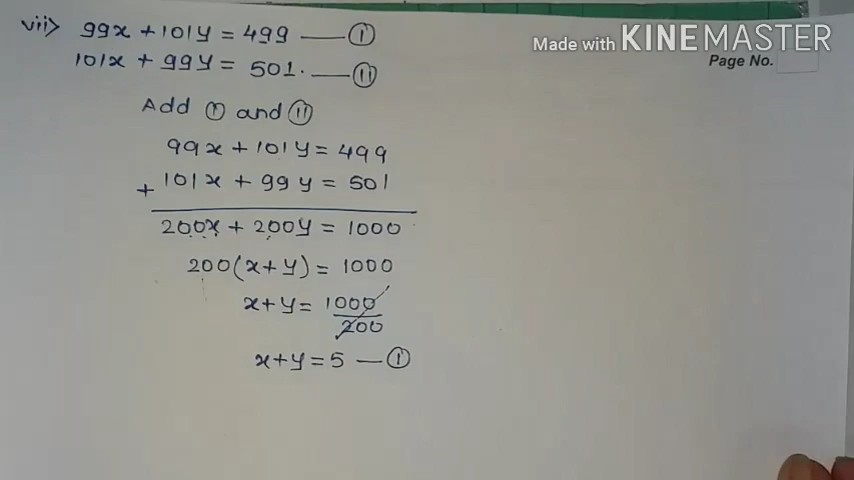 vii) 99x + 101y = 499 — (I)
101x + 99y = 501. — (II)
Made with KINEMASTER
Page No.
Add (I) and (II)
99x + 101y = 499
+ 101x + 99y = 501
200x + 200y = 1000
200(x + y) = 1000
x + y = 1000/200
x + y = 5 — (I)